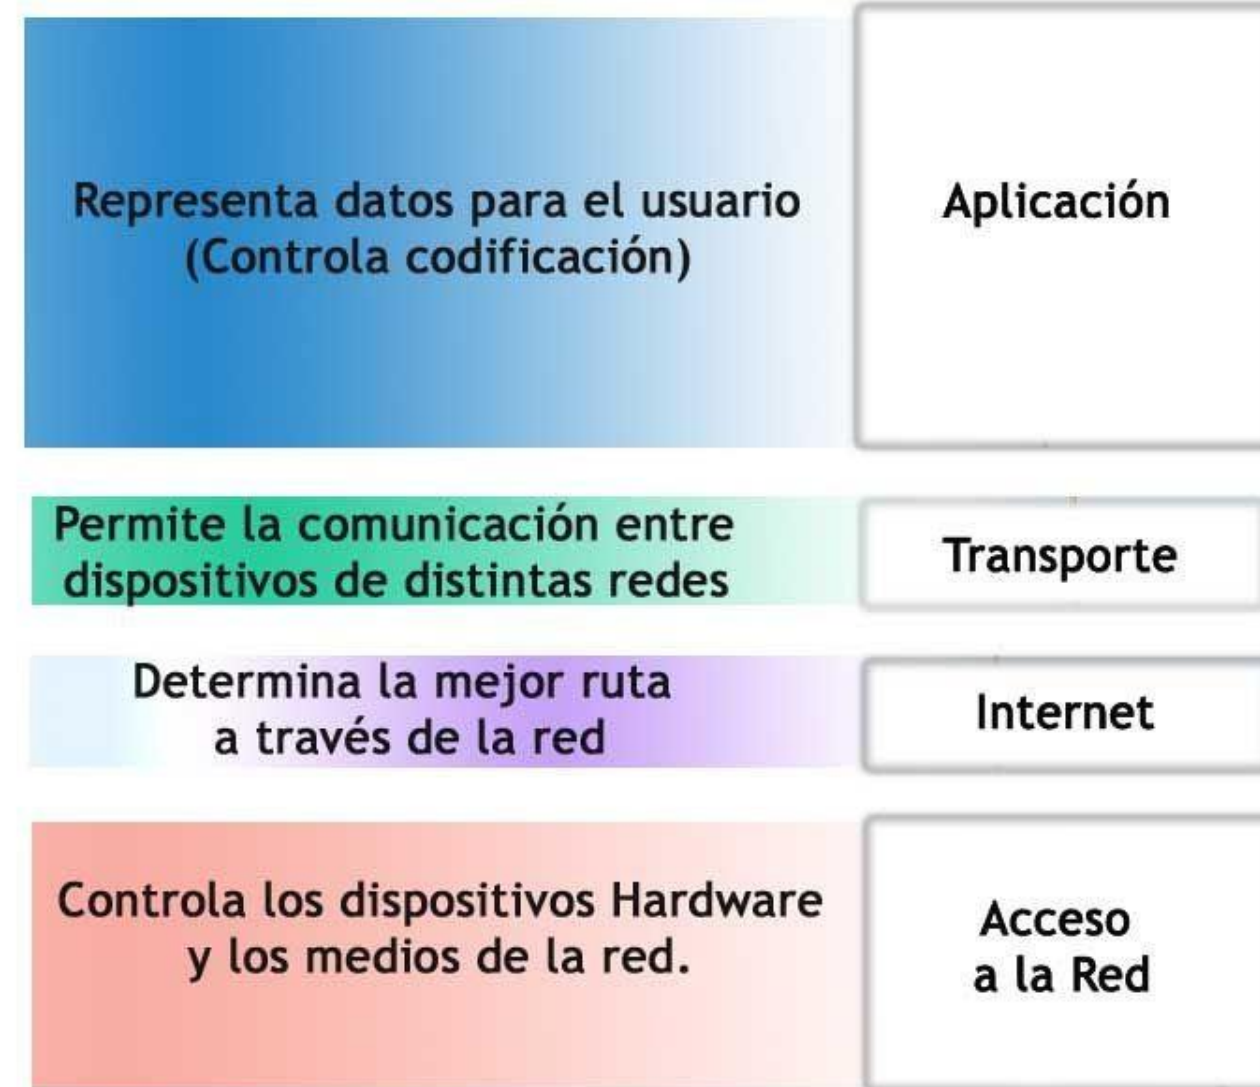 Representa datos para el usuario
(Controla codificación)
Aplicación
Permite la comunicación entre
dispositivos de distintas redes
Transporte
Determina la mejor ruta
a través de la red
Internet
Controla los dispositivos Hardware
y los medios de la red.
Acceso
a la Red